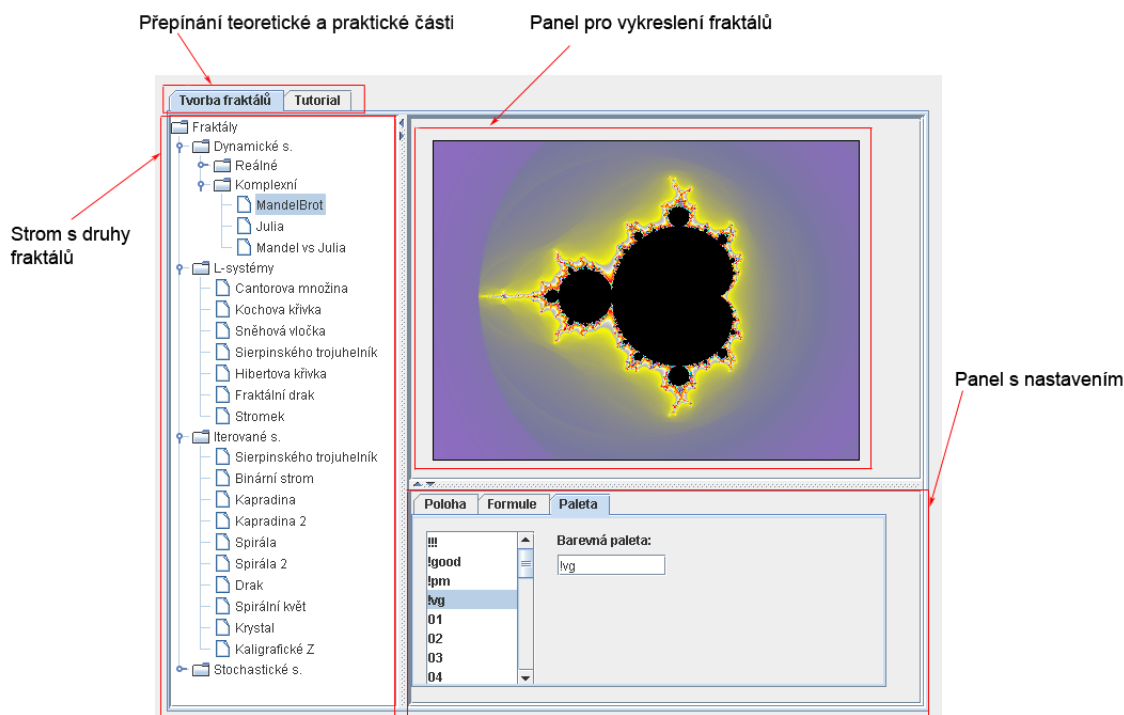 Přepínání teoretické a praktické části
Panel pro vykreslení fraktálů
Tvorba fraktálů
Tutorial
Strom s druhy
fraktálů
Fraktály
Dynamické s.
Reálné
Komplexní
MandelBrot
Julia
Mandel vs Julia
L-systémy
Cantorova množina
Kochova křivka
Sněhová vločka
Sierpinského trojuhelník
Hibertova křivka
Fraktální drak
Stromek
Iterované s.
Sierpinského trojuhelník
Binární strom
Kapradina
Kapradina 2
Spirála
Spirála 2
Drak
Spirální květ
Krystal
Kaligrafické Z
Stochastické s.
Panel s nastavením
Poloha
Formule
Paleta
!!!
!good
!pm
!vg
01
02
03
04
Barevná paleta:
!vg